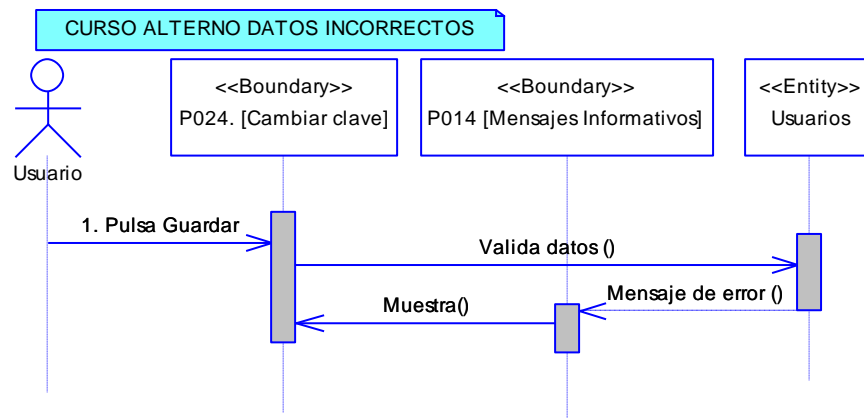 CURSO ALTERNO DATOS INCORRECTOS
<<Boundary>>
P024. [Cambiar clave]
<<Boundary>>
P014 [Mensajes Informativos]
<<Entity>>
Usuarios
Usuario
1. Pulsa Guardar
Valida datos ()
Mensaje de error ()
Muestra()